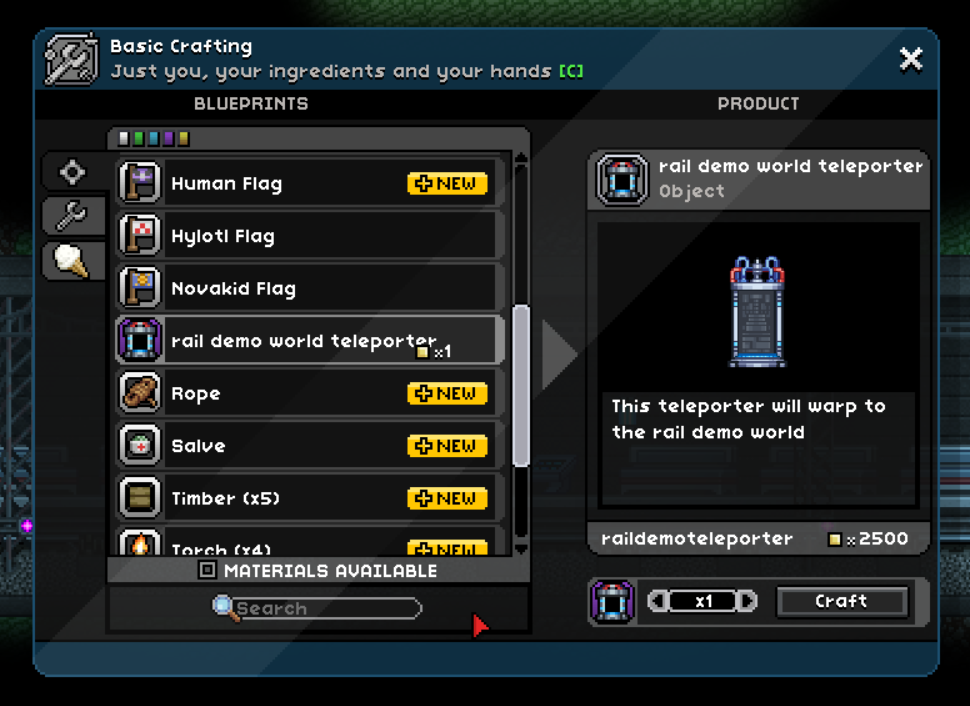 Basic Crafting
Just you, your ingredients and your hands [C]
BLUEPRINTS
PRODUCT
Human Flag
NEW
Hylotl Flag
Novakid Flag
rail demo world teleporter
x1
Rope
NEW
Salve
NEW
Timber (x5)
NEW
Torch (x4)
NEW
MATERIALS AVAILABLE
Search
rail demo world teleporter
Object
This teleporter will warp to
the rail demo world
raildemoteleporter
x2500
x1
Craft